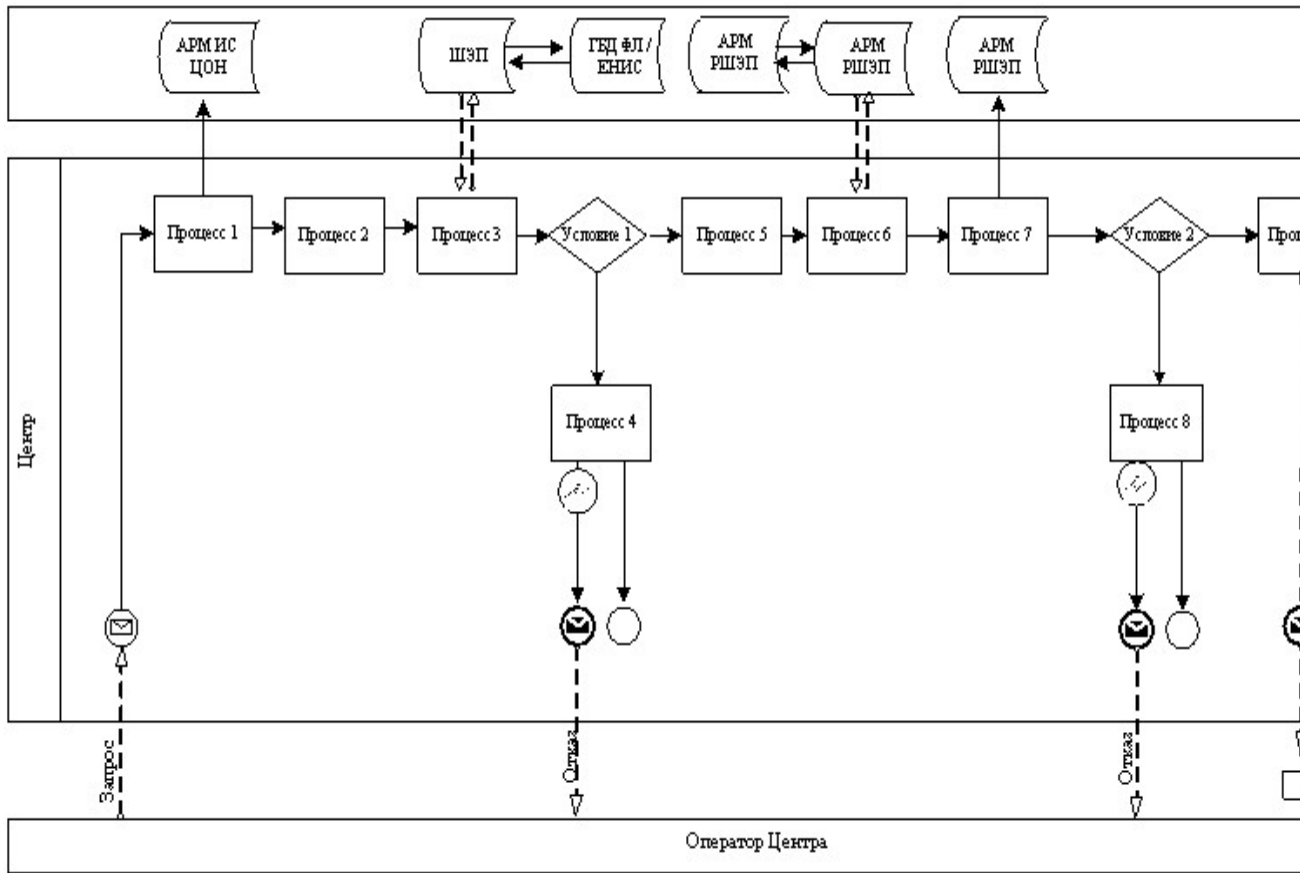 АРМ ИС
ЦОН
ШЭП
ГБД ФЛ /
ЕНИС
АРМ
РШЭП
АРМ
РШЭП
АРМ
РШЭП
Центр
Процесс 1
Процесс 2
Процесс 3
Условие 1
Процесс 5
Процесс 6
Процесс 7
Условие 2
Процесс 4
Процесс 8
Запрос
Отказ
Отказ
Оператор Центра